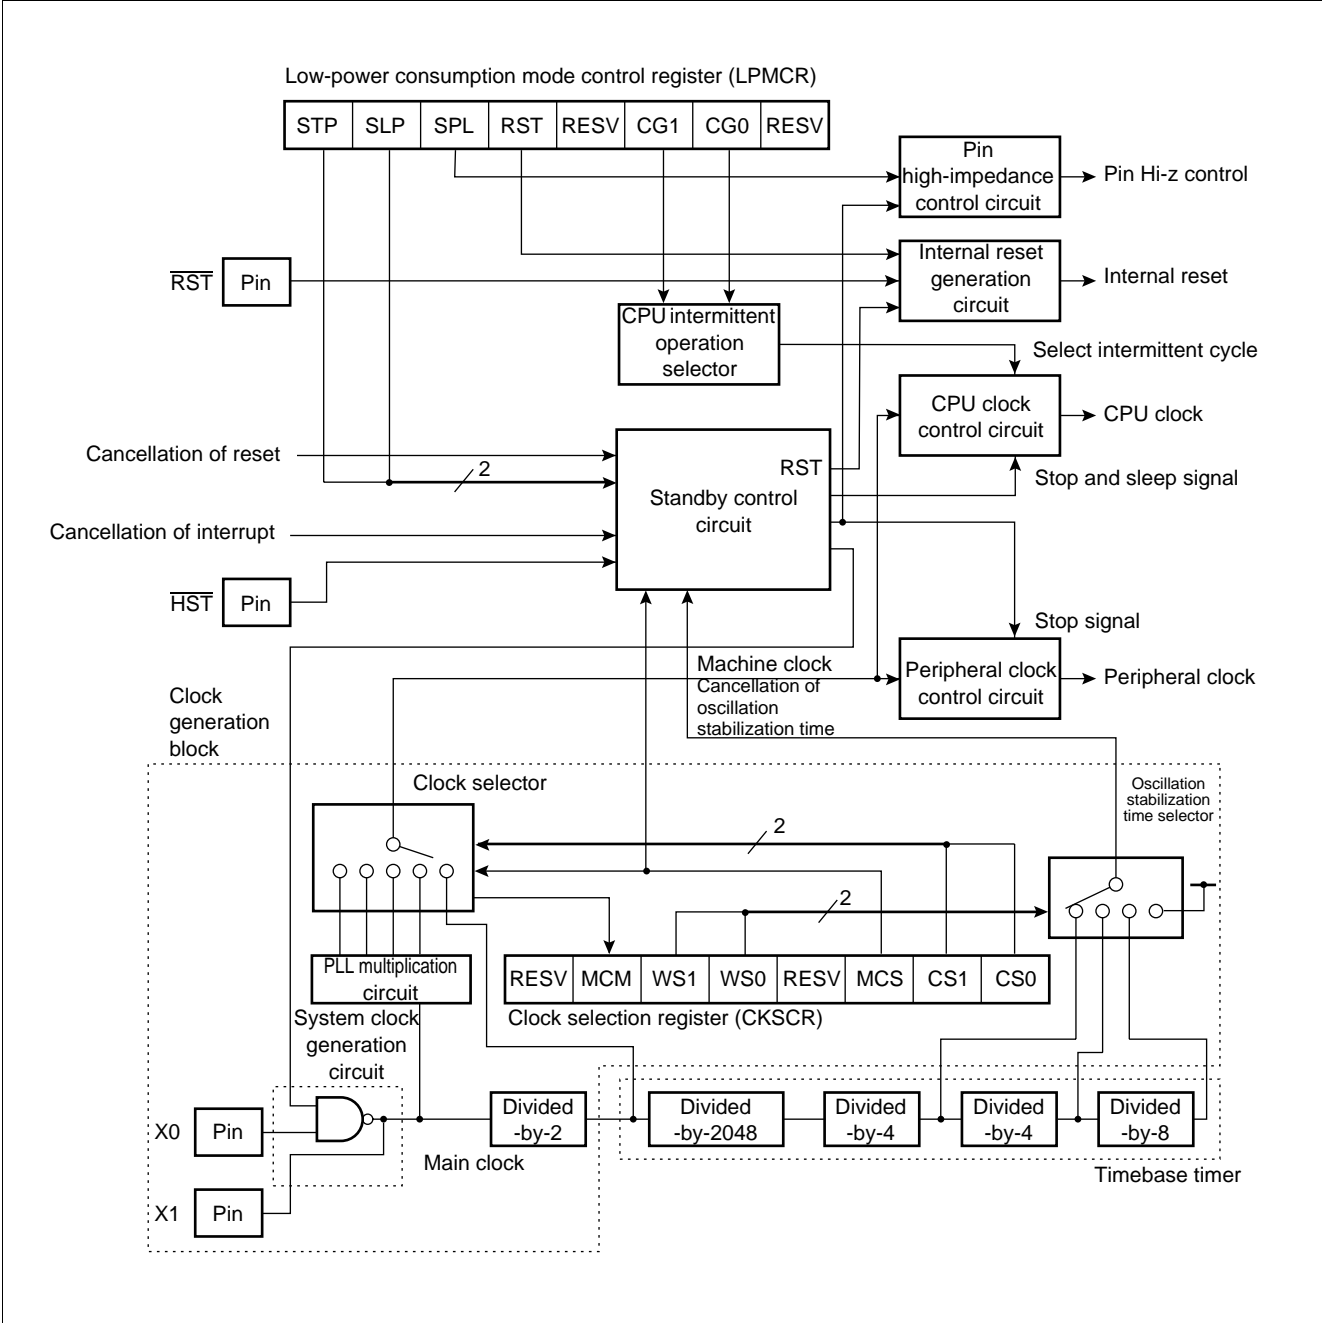 Low-power consumption mode control register (LPMCR)
STP SLP SPL RST RESV CG1 CG0 RESV
Pin
high-impedance
control circuit
Pin Hi-z control
RST
Pin
Internal reset
generation
circuit
Internal reset
CPU intermittent
operation
selector
Select intermittent cycle
CPU clock
control circuit
CPU clock
Cancellation of reset
2
RST
Standby control
circuit
Stop and sleep signal
Cancellation of interrupt
HST
Pin
Stop signal
Machine clock
Cancellation of
oscillation
stabilization time
Peripheral clock
control circuit
Peripheral clock
Clock
generation
block
Clock selector
Oscillation
stabilization
time selector
2
2
PLL multiplication
circuit
RESV MCM WS1 WS0 RESV MCS CS1 CS0
Clock selection register (CKSCR)
System clock
generation
circuit
X0
Pin
Divided
-by-2
Divided
-by-2048
Divided
-by-4
Divided
-by-4
Divided
-by-8
Main clock
Timebase timer
X1
Pin